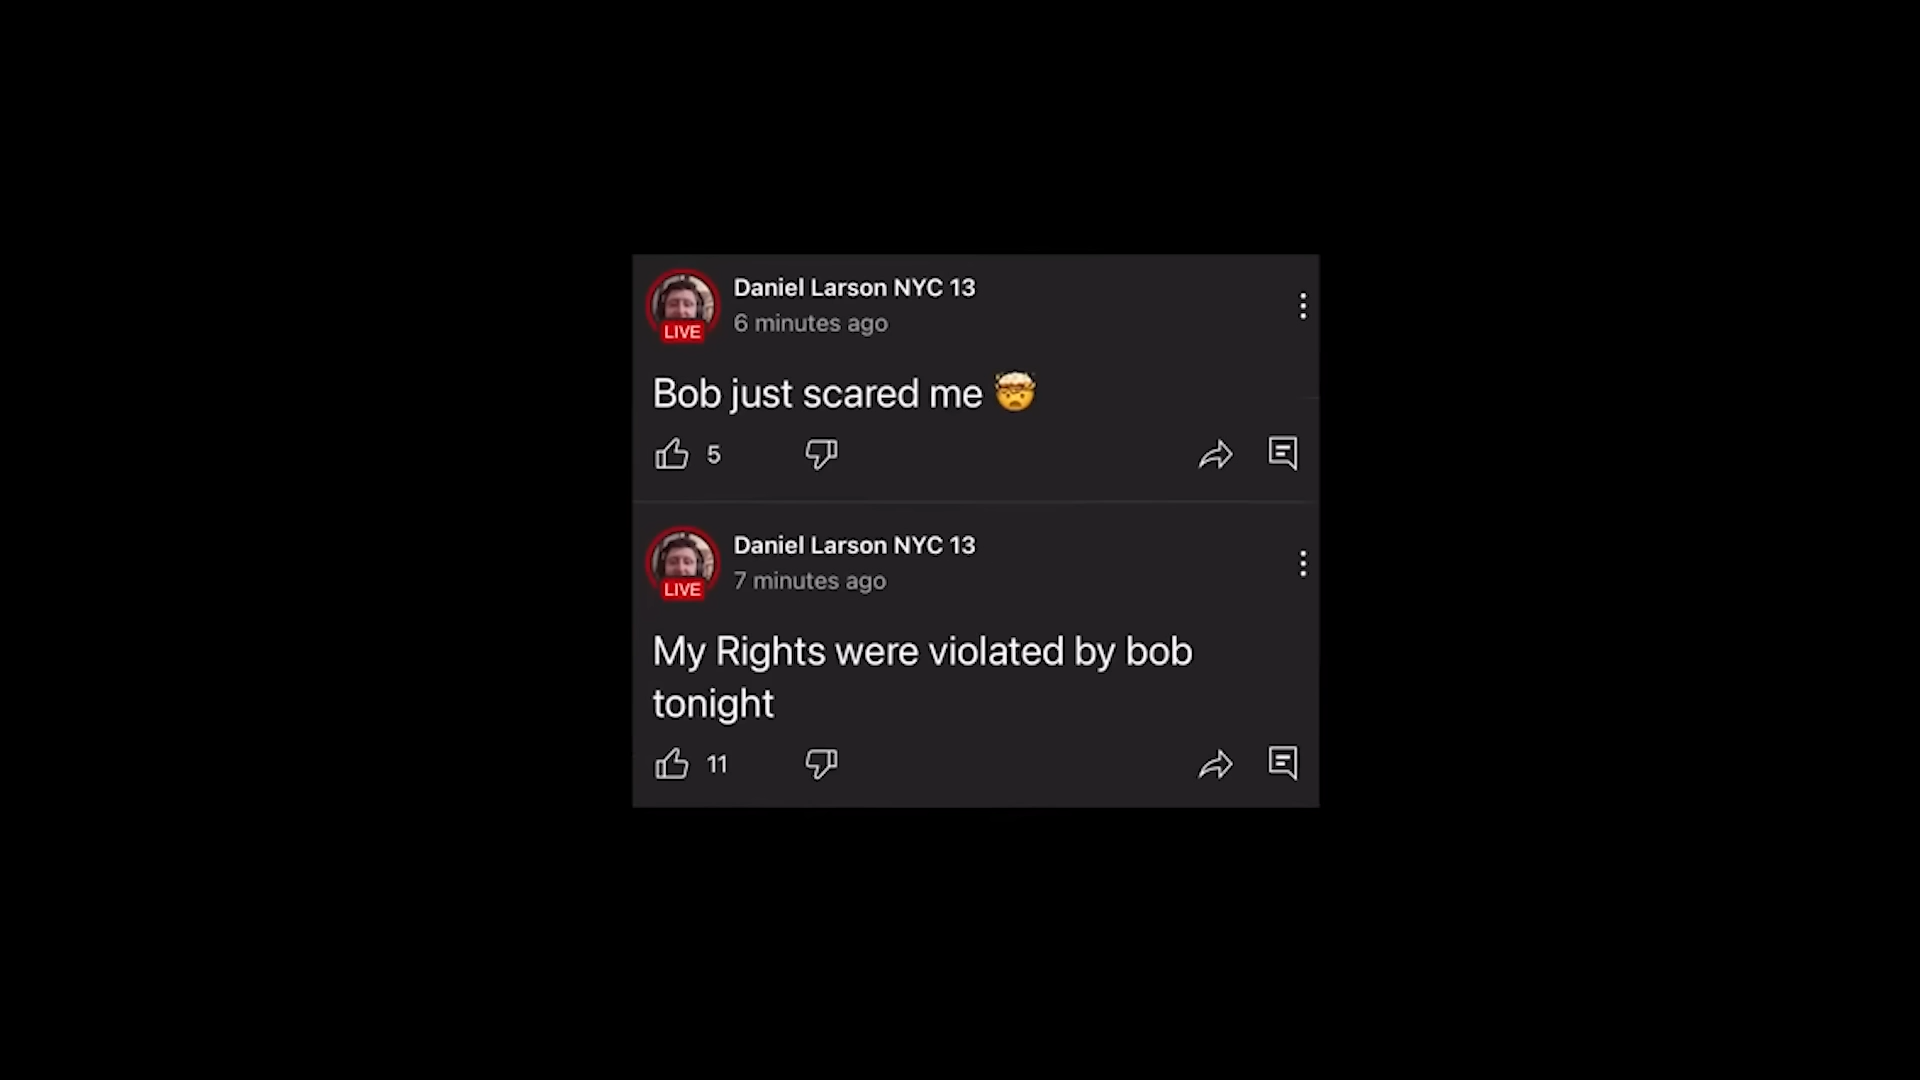 Daniel Larson NYC 13
6 minutes ago
LIVE
Bob just scared me 🤯
5
Daniel Larson NYC 13
7 minutes ago
LIVE
My Rights were violated by bob
tonight
11